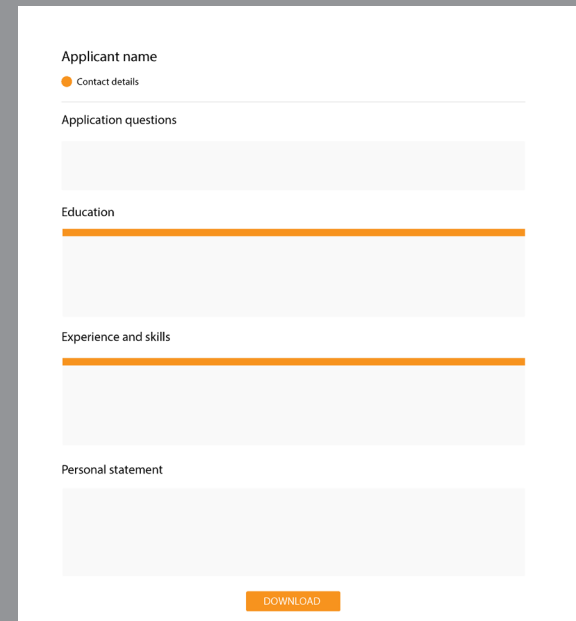 Applicant name
Contact details
Application questions
Education
Experience and skills
Personal statement
DOWNLOAD